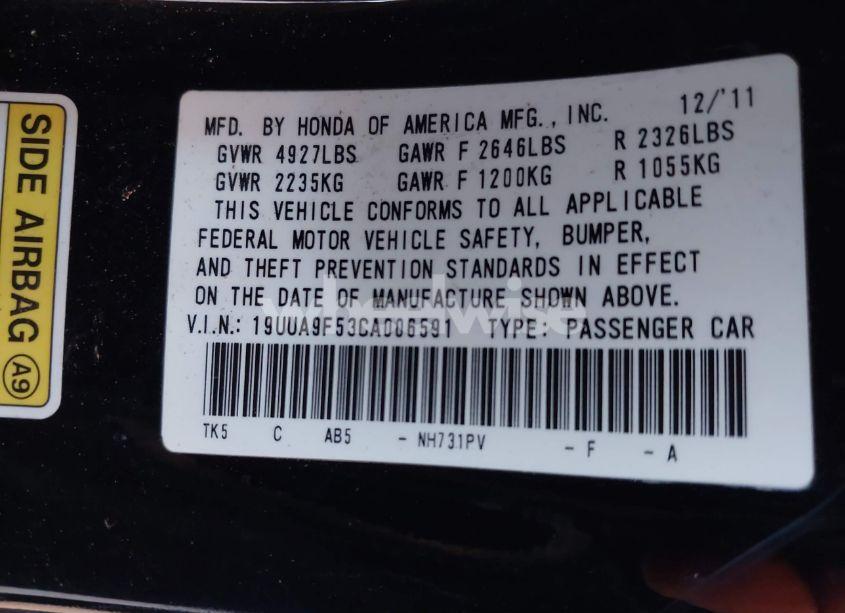 SIDE AIRBAG A9
MFD. BY HONDA OF AMERICA MFG., INC. 12/'11
GVWR 4927LBS GAWR F 2646LBS R 2326LBS
GVWR 2235KG GAWR F 1200KG R 1055KG
THIS VEHICLE CONFORMS TO ALL APPLICABLE
FEDERAL MOTOR VEHICLE SAFETY, BUMPER,
AND THEFT PREVENTION STANDARDS IN EFFECT
ON THE DATE OF MANUFACTURE SHOWN ABOVE.
V.I.N.: 19UUA9F53CA006591 TYPE: PASSENGER CAR
TK5 C AB5 - NH731PV - F - A
wheelwise